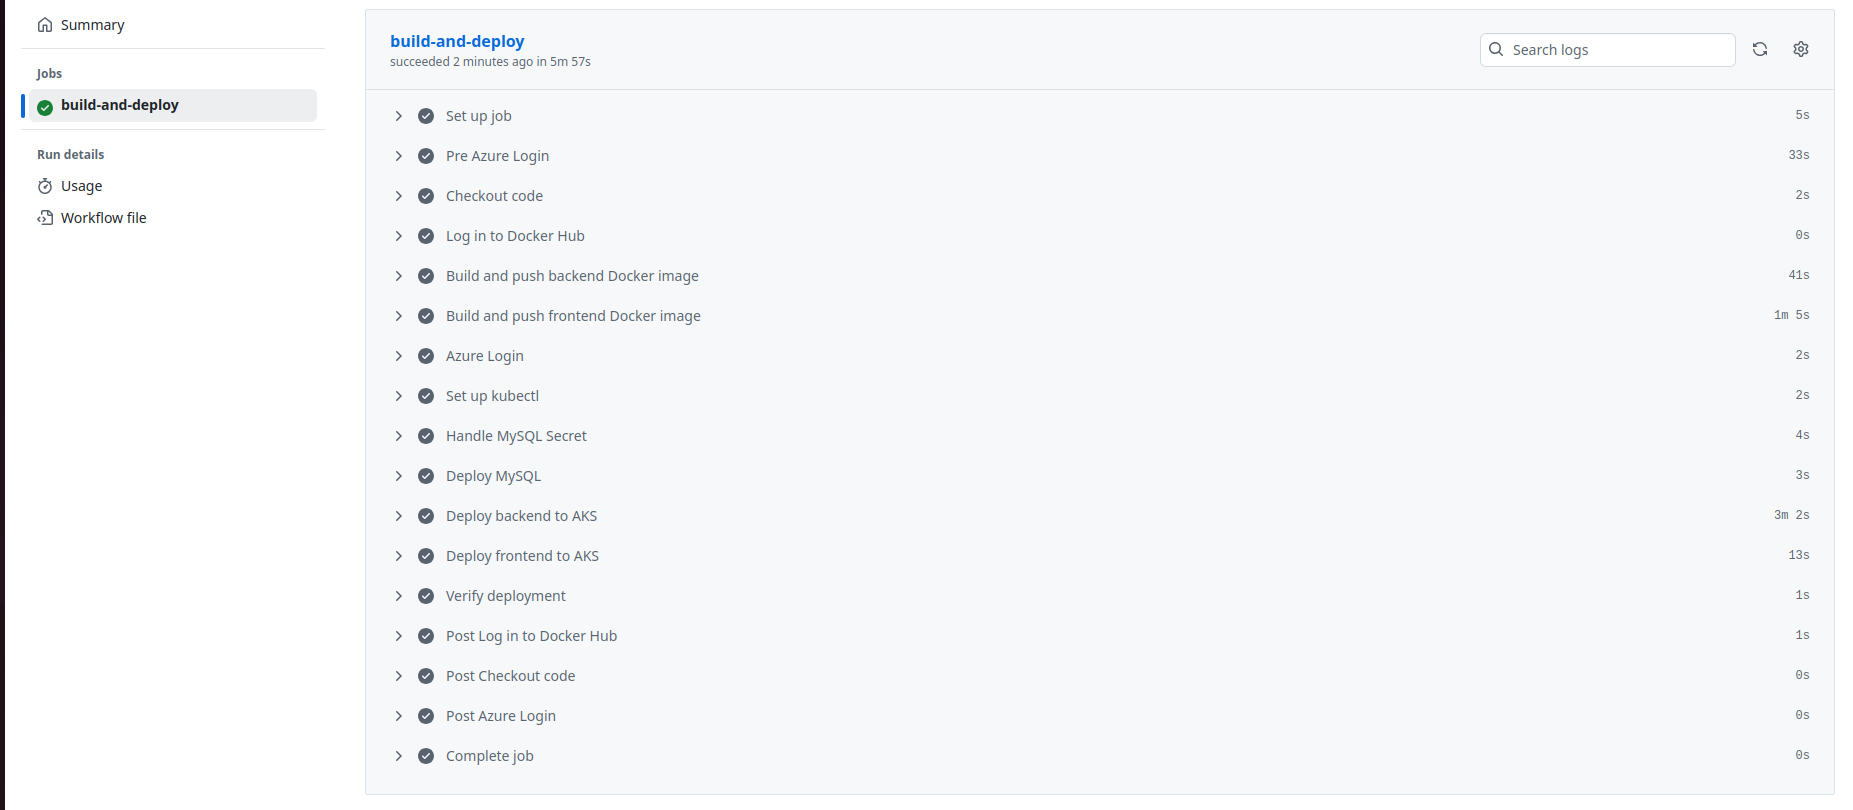 Summary
Jobs
build-and-deploy
Run details
Usage
Workflow file
build-and-deploy
succeeded 2 minutes ago in 5m 57s
Search logs
Set up job 5s
Pre Azure Login 33s
Checkout code 2s
Log in to Docker Hub 0s
Build and push backend Docker image 41s
Build and push frontend Docker image 1m 5s
Azure Login 2s
Set up kubectl 2s
Handle MySQL Secret 4s
Deploy MySQL 3s
Deploy backend to AKS 3m 2s
Deploy frontend to AKS 13s
Verify deployment 1s
Post Log in to Docker Hub 1s
Post Checkout code 0s
Post Azure Login 0s
Complete job 0s